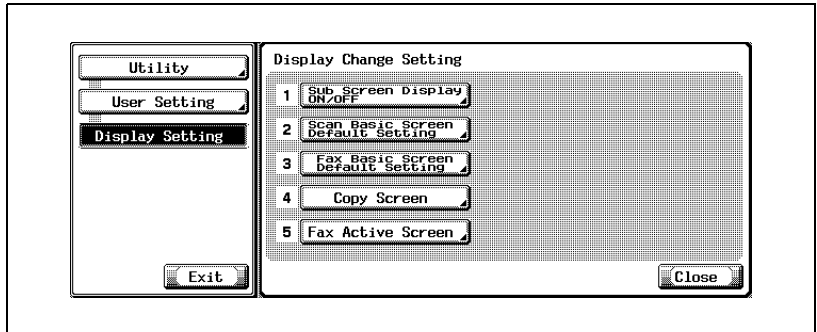 Utility
User Setting
Display Setting
Exit
Display Change Setting
1 Sub Screen Display
ON/OFF
2 Scan Basic Screen
Default Setting
3 Fax Basic Screen
Default Setting
4 Copy Screen
5 Fax Active Screen
Close